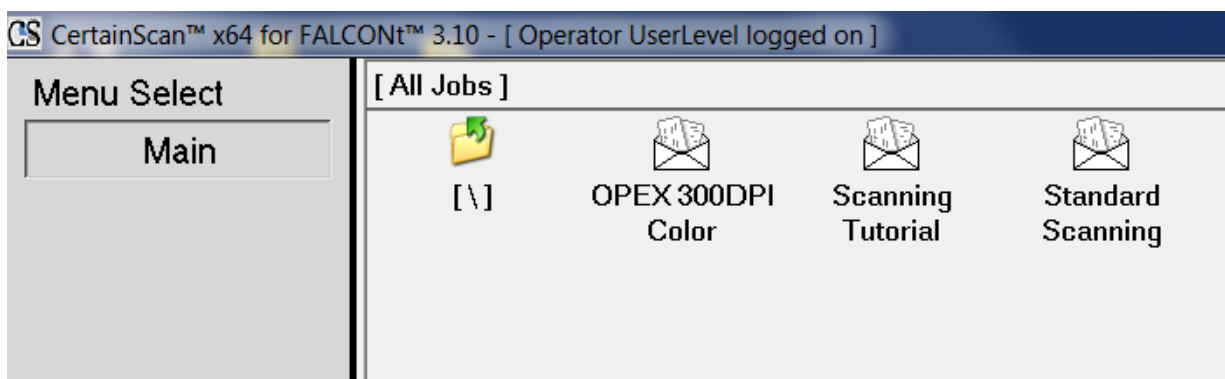 CS CertainScan™ x64 for FALCONt™ 3.10 - [ Operator UserLevel logged on ]
Menu Select
Main
[ All Jobs ]
[ \ ]
OPEX 300DPI
Color
Scanning
Tutorial
Standard
Scanning